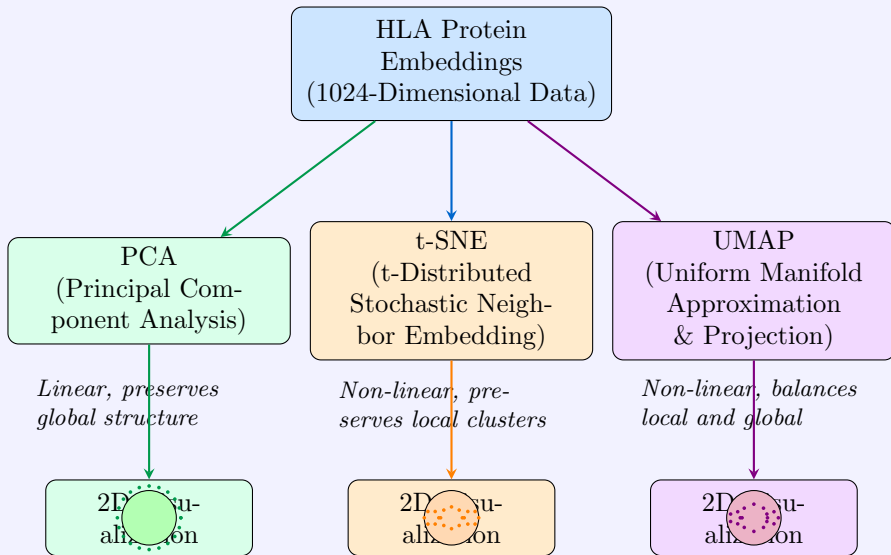 HLA Protein
Embeddings
(1024-Dimensional Data)
PCA
(Principal Com-
ponent Analysis)
t-SNE
(t-Distributed
Stochastic Neigh-
bor Embedding)
UMAP
(Uniform Manifold
Approximation
& Projection)
Linear, preserves
global structure
Non-linear, pre-
serves local clusters
Non-linear, balances
local and global